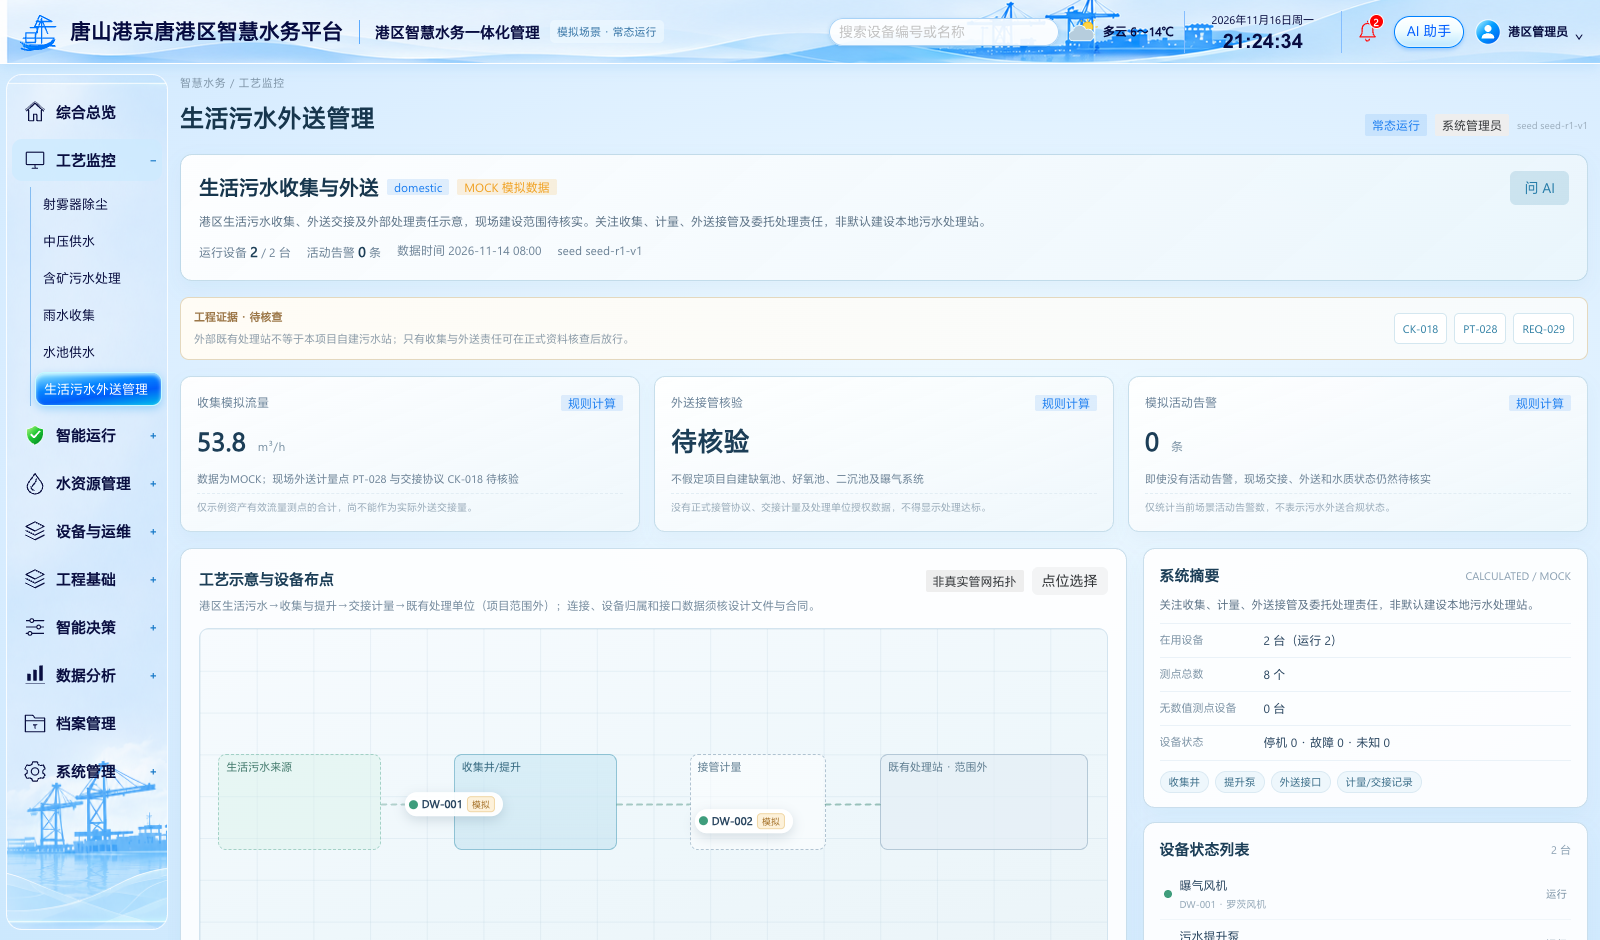 唐山港京唐港区智慧水务平台
港区智慧水务一体化管理
模拟场景 · 常态运行
搜索设备编号或名称
多云 6~14℃
2026年11月16日周一
21:24:34
2
AI 助手
港区管理员
综合总览
工艺监控
射雾器除尘
中压供水
含矿污水处理
雨水收集
水池供水
生活污水外送管理
智能运行
水资源管理
设备与运维
工程基础
智能决策
数据分析
档案管理
系统管理
智慧水务 / 工艺监控
生活污水外送管理
常态运行
系统管理员
seed seed-r1-v1
生活污水收集与外送
domestic
MOCK 模拟数据
问 AI
港区生活污水收集、外送交接及外部处理责任示意，现场建设范围待核实。关注收集、计量、外送接管及委托处理责任，非默认建设本地污水处理站。
运行设备 2 / 2 台
活动告警 0 条
数据时间 2026-11-14 08:00
seed seed-r1-v1
工程证据 · 待核查
外部既有处理站不等于本项目自建污水站；只有收集与外送责任可在正式资料核查后放行。
CK-018
PT-028
REQ-029
收集模拟流量
规则计算
53.8 m³/h
数据为MOCK；现场外送计量点 PT-028 与交接协议 CK-018 待核验
仅示例资产有效流量测点的合计，尚不能作为实际外送交接量。
外送接管核验
规则计算
待核验
不假定项目自建缺氧池、好氧池、二沉池及曝气系统
没有正式接管协议、交接计量及处理单位授权数据，不得显示处理达标。
模拟活动告警
规则计算
0 条
即使没有活动告警，现场交接、外送和水质状态仍然待核实
仅统计当前场景活动告警数，不表示污水外送合规状态。
工艺示意与设备布点
非真实管网拓扑
点位选择
港区生活污水→收集与提升→交接计量→既有处理单位（项目范围外）；连接、设备归属和接口数据须核设计文件与合同。
生活污水来源
收集井/提升
接管计量
既有处理站 · 范围外
DW-001 模拟
DW-002 模拟
系统摘要
CALCULATED / MOCK
关注收集、计量、外送接管及委托处理责任，非默认建设本地污水处理站。
在用设备 2 台（运行 2）
测点总数 8 个
无数值测点设备 0 台
设备状态 停机 0 · 故障 0 · 未知 0
收集井
提升泵
外送接口
计量/交接记录
设备状态列表
2 台
曝气风机
DW-001 · 罗茨风机
运行
污水提升泵